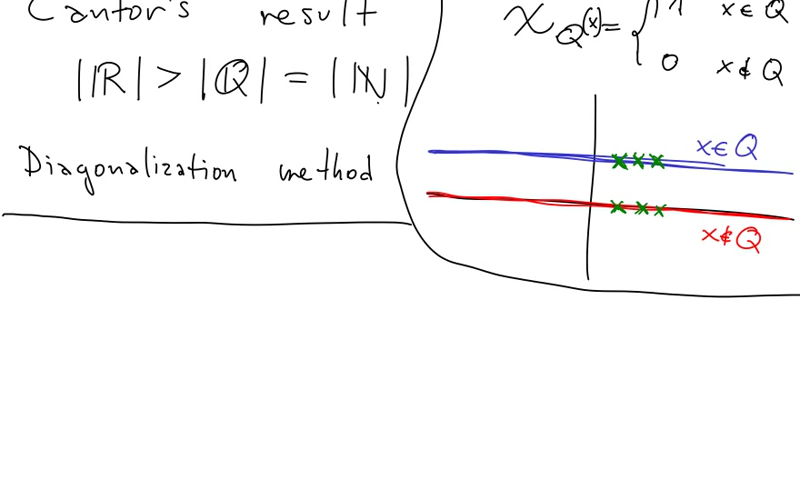 Cantor's result
|ℝ| > |ℚ| = |ℕ|
Diagonalization method
χ_Q(x) = { 1 x ∈ Q
0 x ∉ Q
x ∈ Q
x ∉ Q